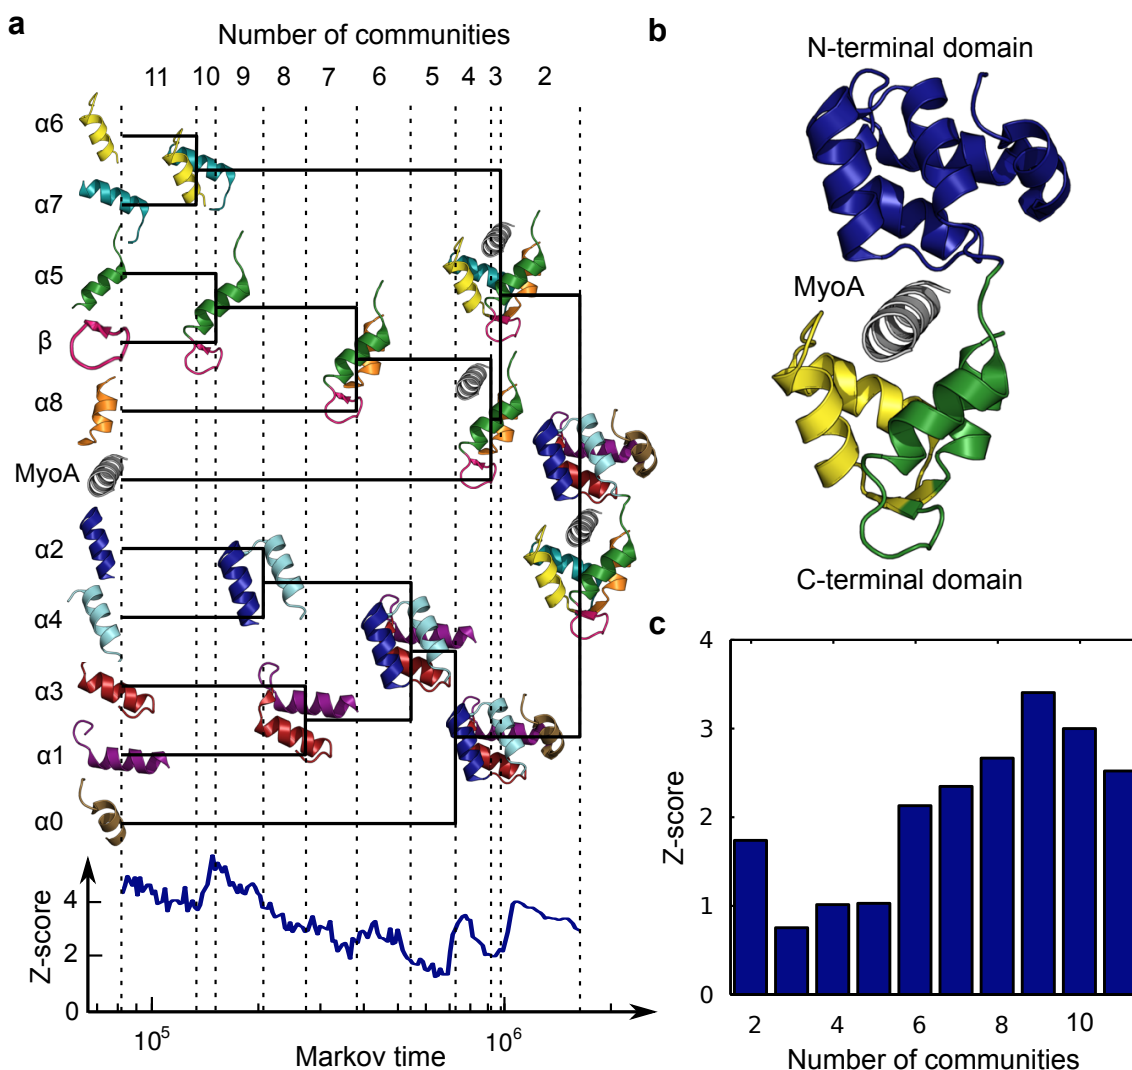 a
Number of communities
11 10 9 8 7 6 5 4 3 2
α6
α7
α5
β
α8
MyoA
α2
α4
α3
α1
α0
Z-score
4
2
0
10^5
10^6
Markov time
b
N-terminal domain
MyoA
C-terminal domain
c
Z-score
4
3
2
1
0
2 4 6 8 10
Number of communities